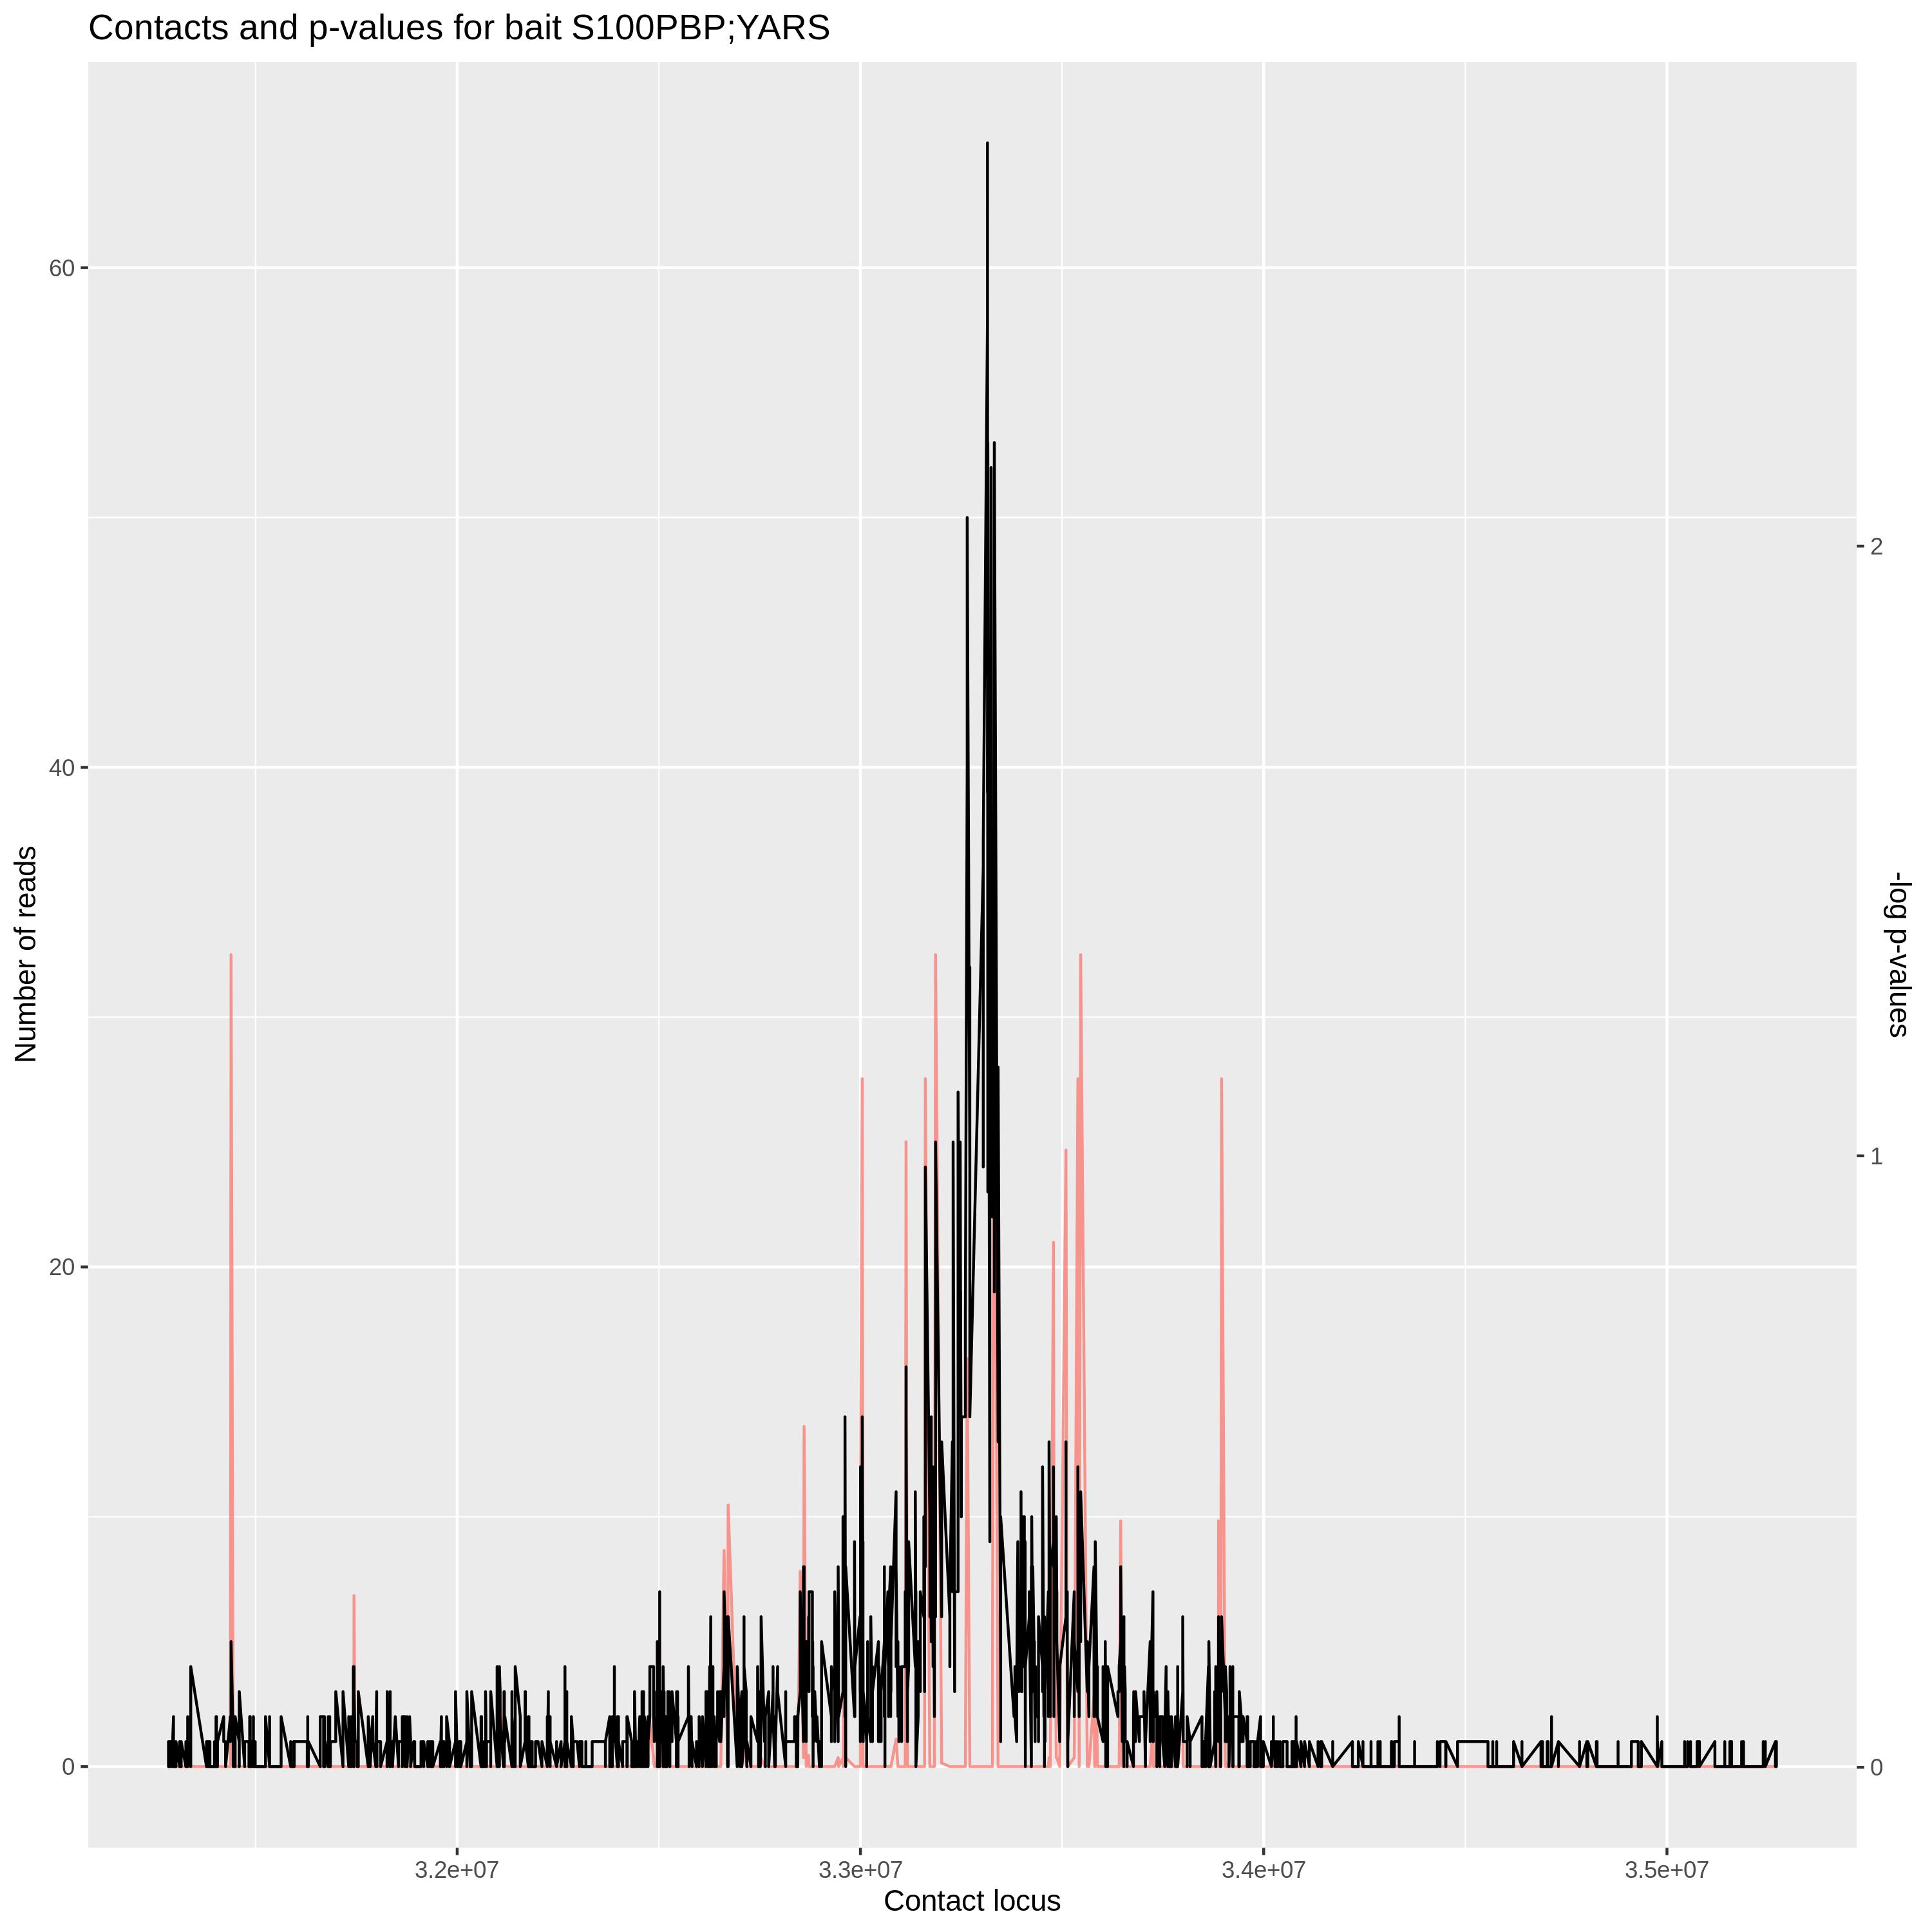 Contacts and p-values for bait S100PBP;YARS
60
40
20
0
Number of reads
2
1
0
-log p-values
3.2e+07
3.3e+07
3.4e+07
3.5e+07
Contact locus